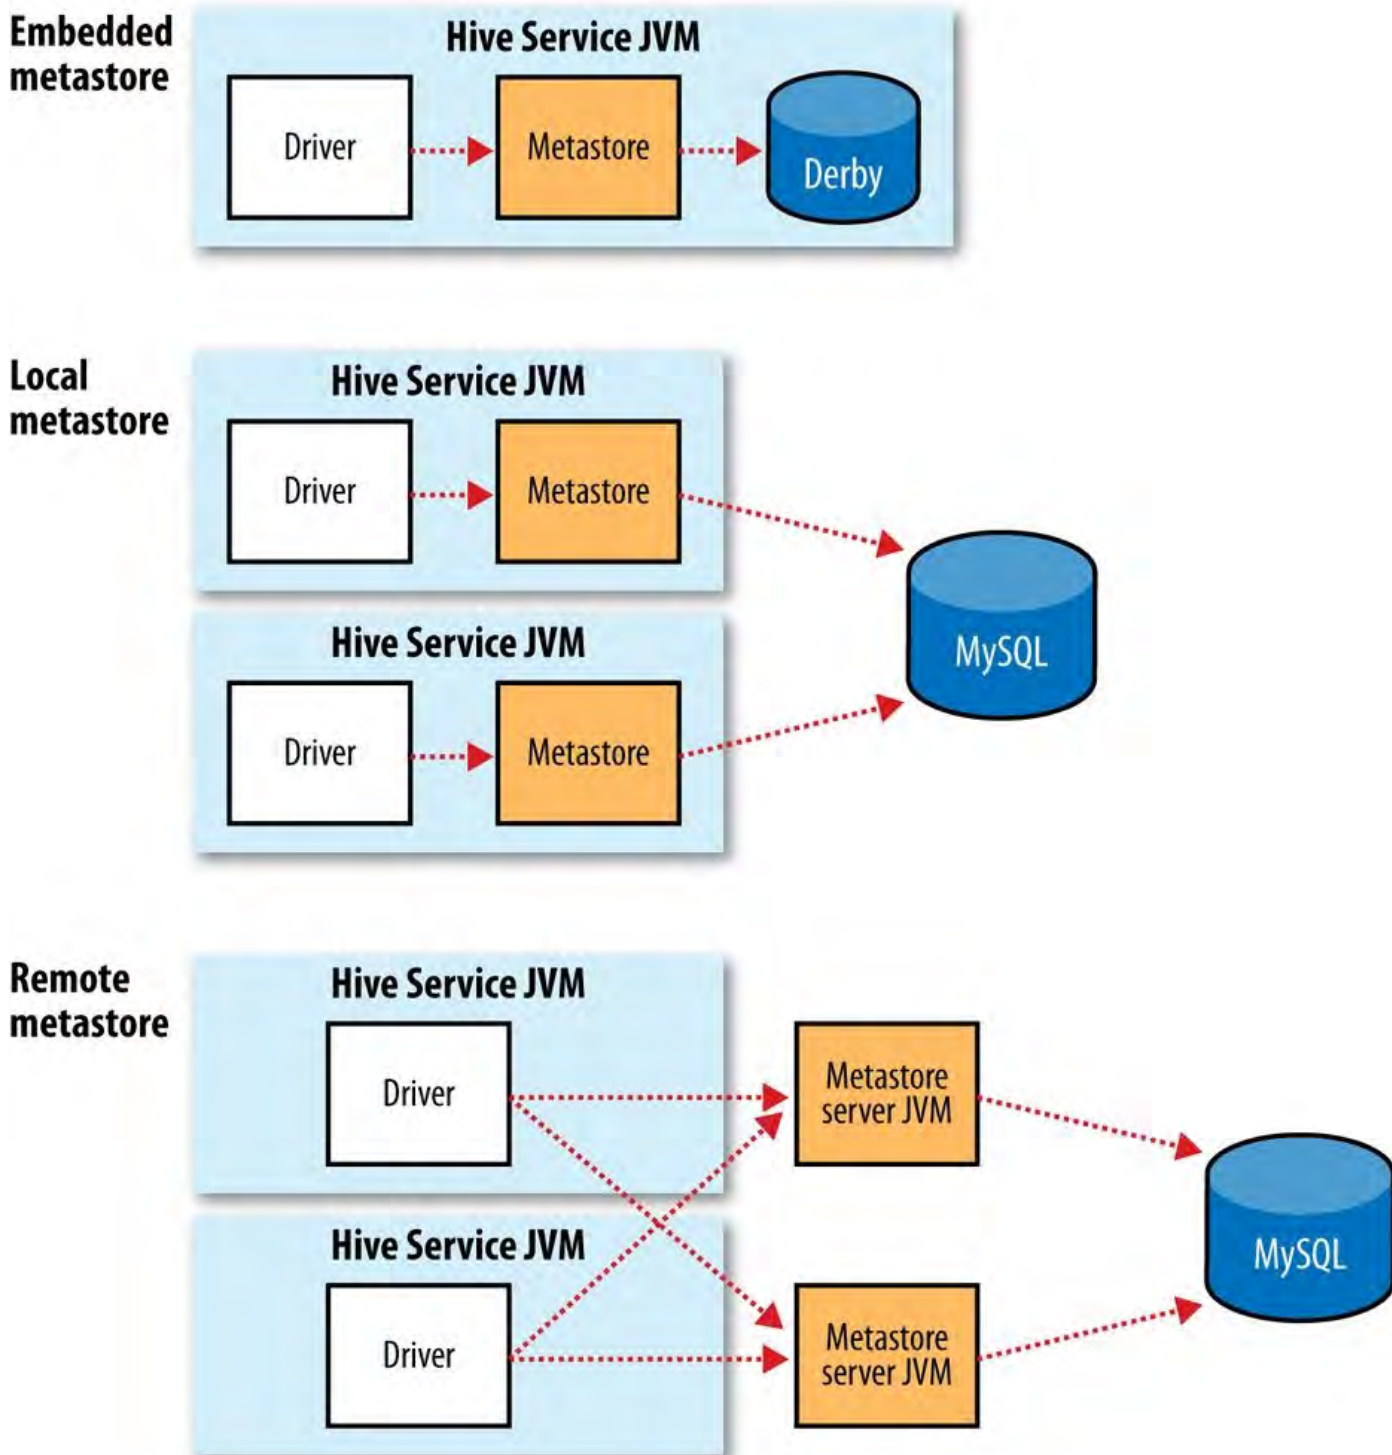 Embedded
metastore
Hive Service JVM
Driver
Metastore
Derby
Local
metastore
Hive Service JVM
Driver
Metastore
Hive Service JVM
Driver
Metastore
MySQL
Remote
metastore
Hive Service JVM
Driver
Metastore
server JVM
Hive Service JVM
Driver
Metastore
server JVM
MySQL